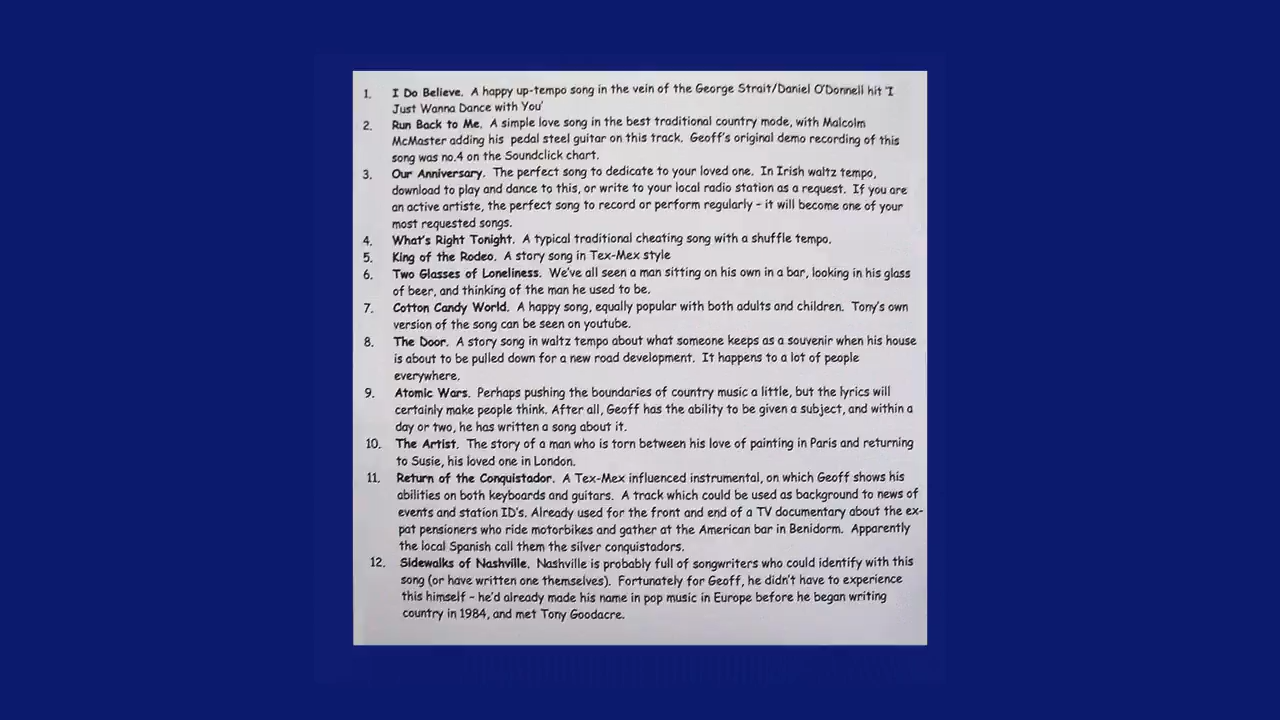 1. I Do Believe. A happy up-tempo song in the vein of the George Strait/Daniel O'Donnell hit 'I
Just Wanna Dance with You'
2. Run Back to Me. A simple love song in the best traditional country mode, with Malcolm
McMaster adding his pedal steel guitar on this track. Geoff's original demo recording of this
song was no.4 on the Soundclick chart.
3. Our Anniversary. The perfect song to dedicate to your loved one. In Irish waltz tempo,
download to play and dance to this, or write to your local radio station as a request. If you are
an active artiste, the perfect song to record or perform regularly – it will become one of your
most requested songs.
4. What's Right Tonight. A typical traditional cheating song with a shuffle tempo.
5. King of the Rodeo. A story song in Tex-Mex style
6. Two Glasses of Loneliness. We've all seen a man sitting on his own in a bar, looking in his glass
of beer, and thinking of the man he used to be.
7. Cotton Candy World. A happy song, equally popular with both adults and children. Tony's own
version of the song can be seen on youtube.
8. The Door. A story song in waltz tempo about what someone keeps as a souvenir when his house
is about to be pulled down for a new road development. It happens to a lot of people
everywhere.
9. Atomic Wars. Perhaps pushing the boundaries of country music a little, but the lyrics will
certainly make people think. After all, Geoff has the ability to be given a subject, and within a
day or two, he has written a song about it.
10. The Artist. The story of a man who is torn between his love of painting in Paris and returning
to Susie, his loved one in London.
11. Return of the Conquistador. A Tex-Mex influenced instrumental, on which Geoff shows his
abilities on both keyboards and guitars. A track which could be used as background to news of
events and station ID's. Already used for the front and end of a TV documentary about the ex-
pat pensioners who ride motorbikes and gather at the American bar in Benidorm. Apparently
the local Spanish call them the silver conquistadors.
12. Sidewalks of Nashville. Nashville is probably full of songwriters who could identify with this
song (or have written one themselves). Fortunately for Geoff, he didn't have to experience
this himself – he'd already made his name in pop music in Europe before he began writing
country in 1984, and met Tony Goodacre.